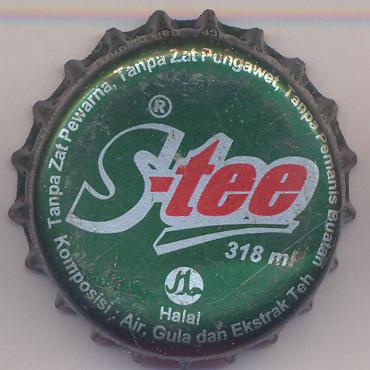 Tanpa Zat Pewarna, Tanpa Zat Pengawet, Tanpa Pemanis Buatan
®
S-tee
318 ml
Halal
Komposisi : Air, Gula dan Ekstrak Teh